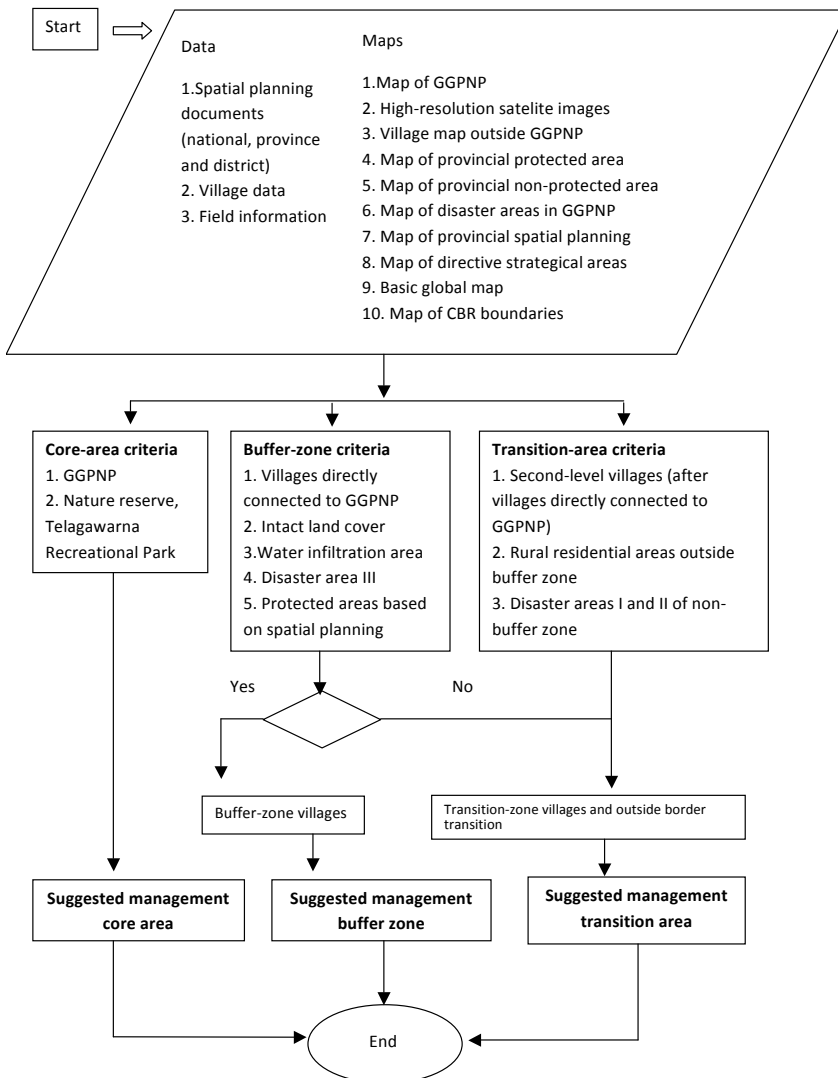 Start
Data
1.Spatial planning
documents
(national, province
and district)
2. Village data
3. Field information
Maps
1.Map of GGPNP
2. High-resolution satelite images
3. Village map outside GGPNP
4. Map of provincial protected area
5. Map of provincial non-protected area
6. Map of disaster areas in GGPNP
7. Map of provincial spatial planning
8. Map of directive strategical areas
9. Basic global map
10. Map of CBR boundaries
Core-area criteria
1. GGPNP
2. Nature reserve,
Telagawarna
Recreational Park
Buffer-zone criteria
1. Villages directly
connected to GGPNP
2. Intact land cover
3.Water infiltration area
4. Disaster area III
5. Protected areas based
on spatial planning
Transition-area criteria
1. Second-level villages (after
villages directly connected to
GGPNP)
2. Rural residential areas outside
buffer zone
3. Disaster areas I and II of non-
buffer zone
Yes
No
Buffer-zone villages
Transition-zone villages and outside border
transition
Suggested management
core area
Suggested management
buffer zone
Suggested management
transition area
End